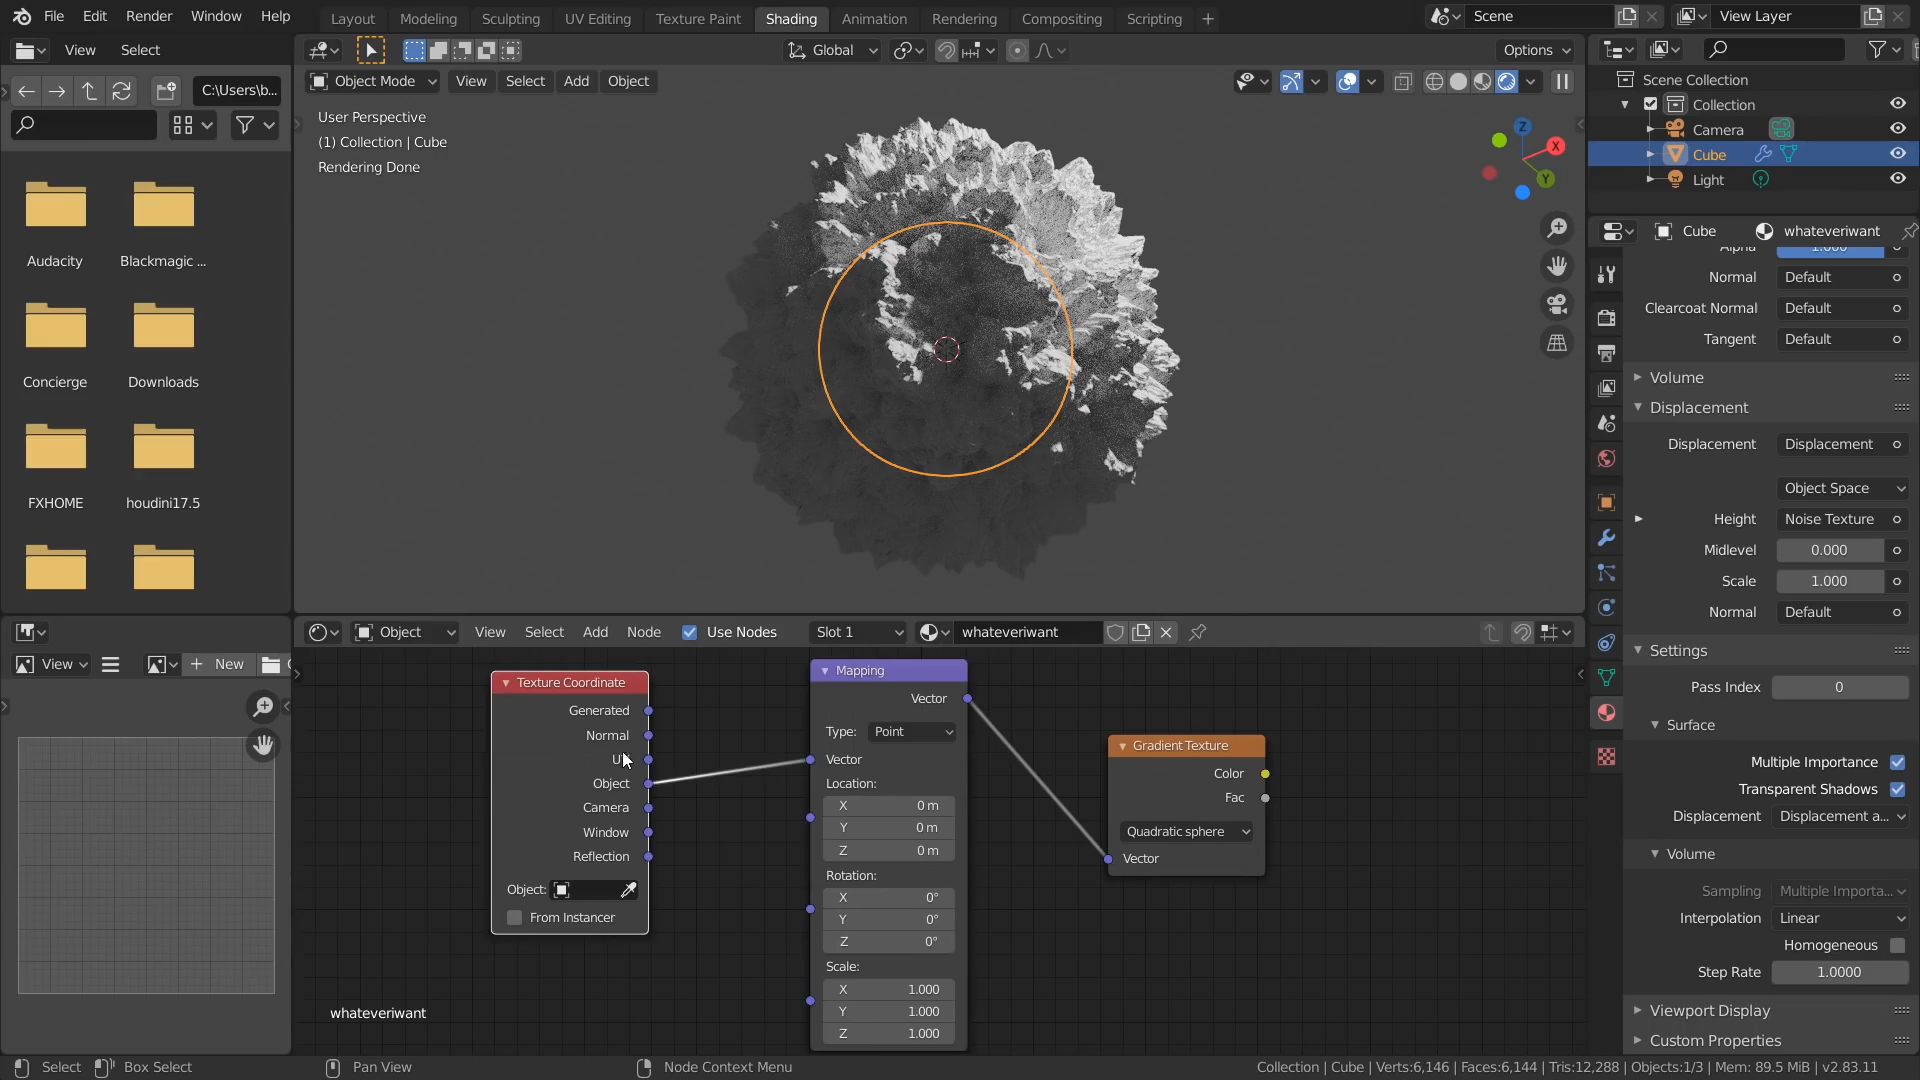 File Edit Render Window Help Layout Modeling Sculpting UV Editing Texture Paint Shading Animation Rendering Compositing Scripting + Scene View Layer
View Select Global Options
C:\Users\b...
Object Mode View Select Add Object
User Perspective
(1) Collection | Cube
Rendering Done
X
Y
Z
Audacity Blackmagic ...
Concierge Downloads
FXHOME houdini17.5
Scene Collection
Collection
Camera
Cube
Light
Cube whateveriwant
Alpha 1.000
Normal Default
Clearcoat Normal Default
Tangent Default
Volume
Displacement
Displacement Displacement
Object Space
Height Noise Texture
Midlevel 0.000
Scale 1.000
Normal Default
Settings
Pass Index 0
Surface
Multiple Importance
Transparent Shadows
Displacement Displacement a...
Volume
Sampling Multiple Importa...
Interpolation Linear
Homogeneous
Step Rate 1.0000
Viewport Display
Custom Properties
View + New
Object View Select Add Node Use Nodes Slot 1 whateveriwant
Texture Coordinate
Generated
Normal
Object
Camera
Window
Reflection
Object:
From Instancer
Mapping
Vector
Type: Point
Vector
Location:
X 0 m
Y 0 m
Z 0 m
Rotation:
X 0°
Y 0°
Z 0°
Scale:
X 1.000
Y 1.000
Z 1.000
Gradient Texture
Color
Fac
Quadratic sphere
Vector
whateveriwant
Select Box Select Pan View Node Context Menu Collection | Cube | Verts:6,146 | Faces:6,144 | Tris:12,288 | Objects:1/3 | Mem: 89.5 MiB | v2.83.11